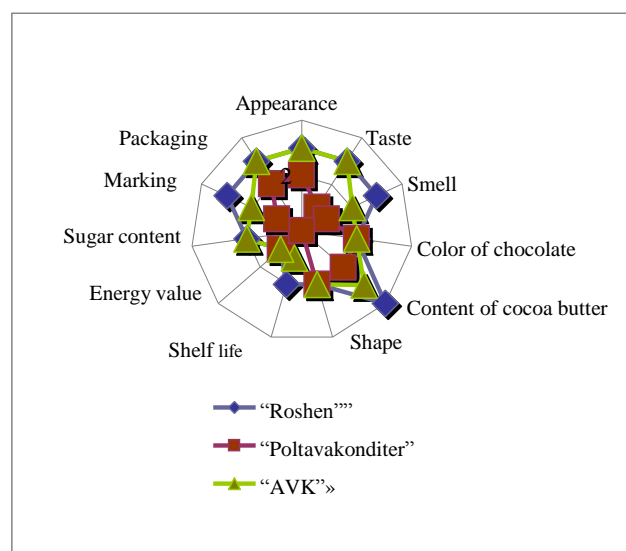 Appearance
Packaging
Taste
2
Marking
Smell
Sugar content
Color of chocolate
Energy value
Content of cocoa butter
Shelf life
Shape
“Roshen””
“Poltavakonditer”
“AVK”»